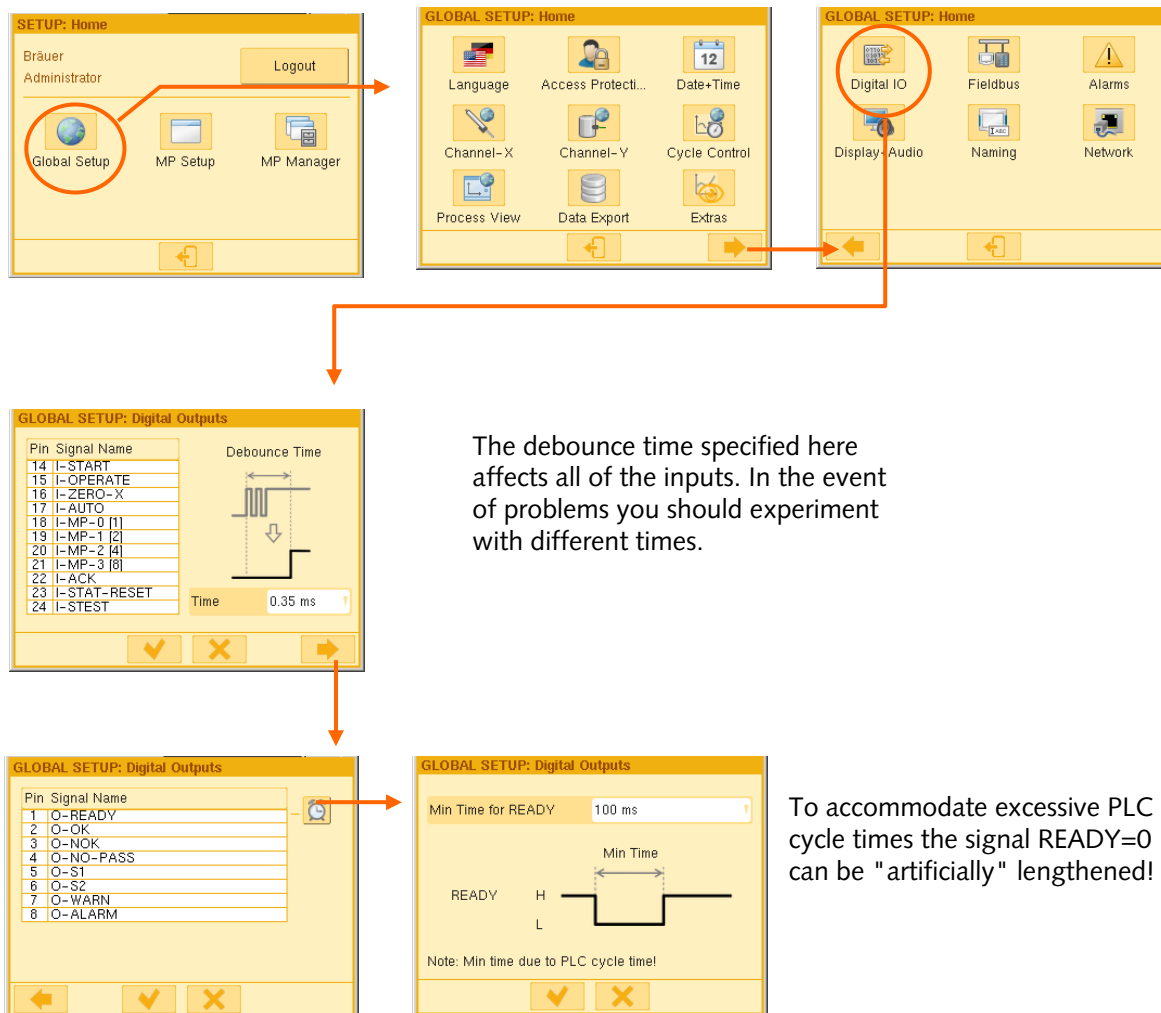 SETUP: Home
Bräuer
Administrator
Logout
Global Setup
MP Setup
MP Manager
GLOBAL SETUP: Home
Language
Access Protecti...
12
Date+Time
Channel-X
Channel-Y
Cycle Control
Process View
Data Export
Extras
GLOBAL SETUP: Home
Digital IO
Fieldbus
Alarms
Display-Audio
Naming
Network
GLOBAL SETUP: Digital Outputs
Pin Signal Name
14 I-START
15 I-OPERATE
16 I-ZERO-X
17 I-AUTO
18 I-MP-0 [1]
19 I-MP-1 [2]
20 I-MP-2 [4]
21 I-MP-3 [8]
22 I-ACK
23 I-STAT-RESET
24 I-STEST
Debounce Time
Time 0.35 ms
The debounce time specified here
affects all of the inputs. In the event
of problems you should experiment
with different times.
GLOBAL SETUP: Digital Outputs
Pin Signal Name
1 O-READY
2 O-OK
3 O-NOK
4 O-NO-PASS
5 O-S1
6 O-S2
7 O-WARN
8 O-ALARM
GLOBAL SETUP: Digital Outputs
Min Time for READY 100 ms
Min Time
READY H
L
Note: Min time due to PLC cycle time!
To accommodate excessive PLC
cycle times the signal READY=0
can be "artificially" lengthened!